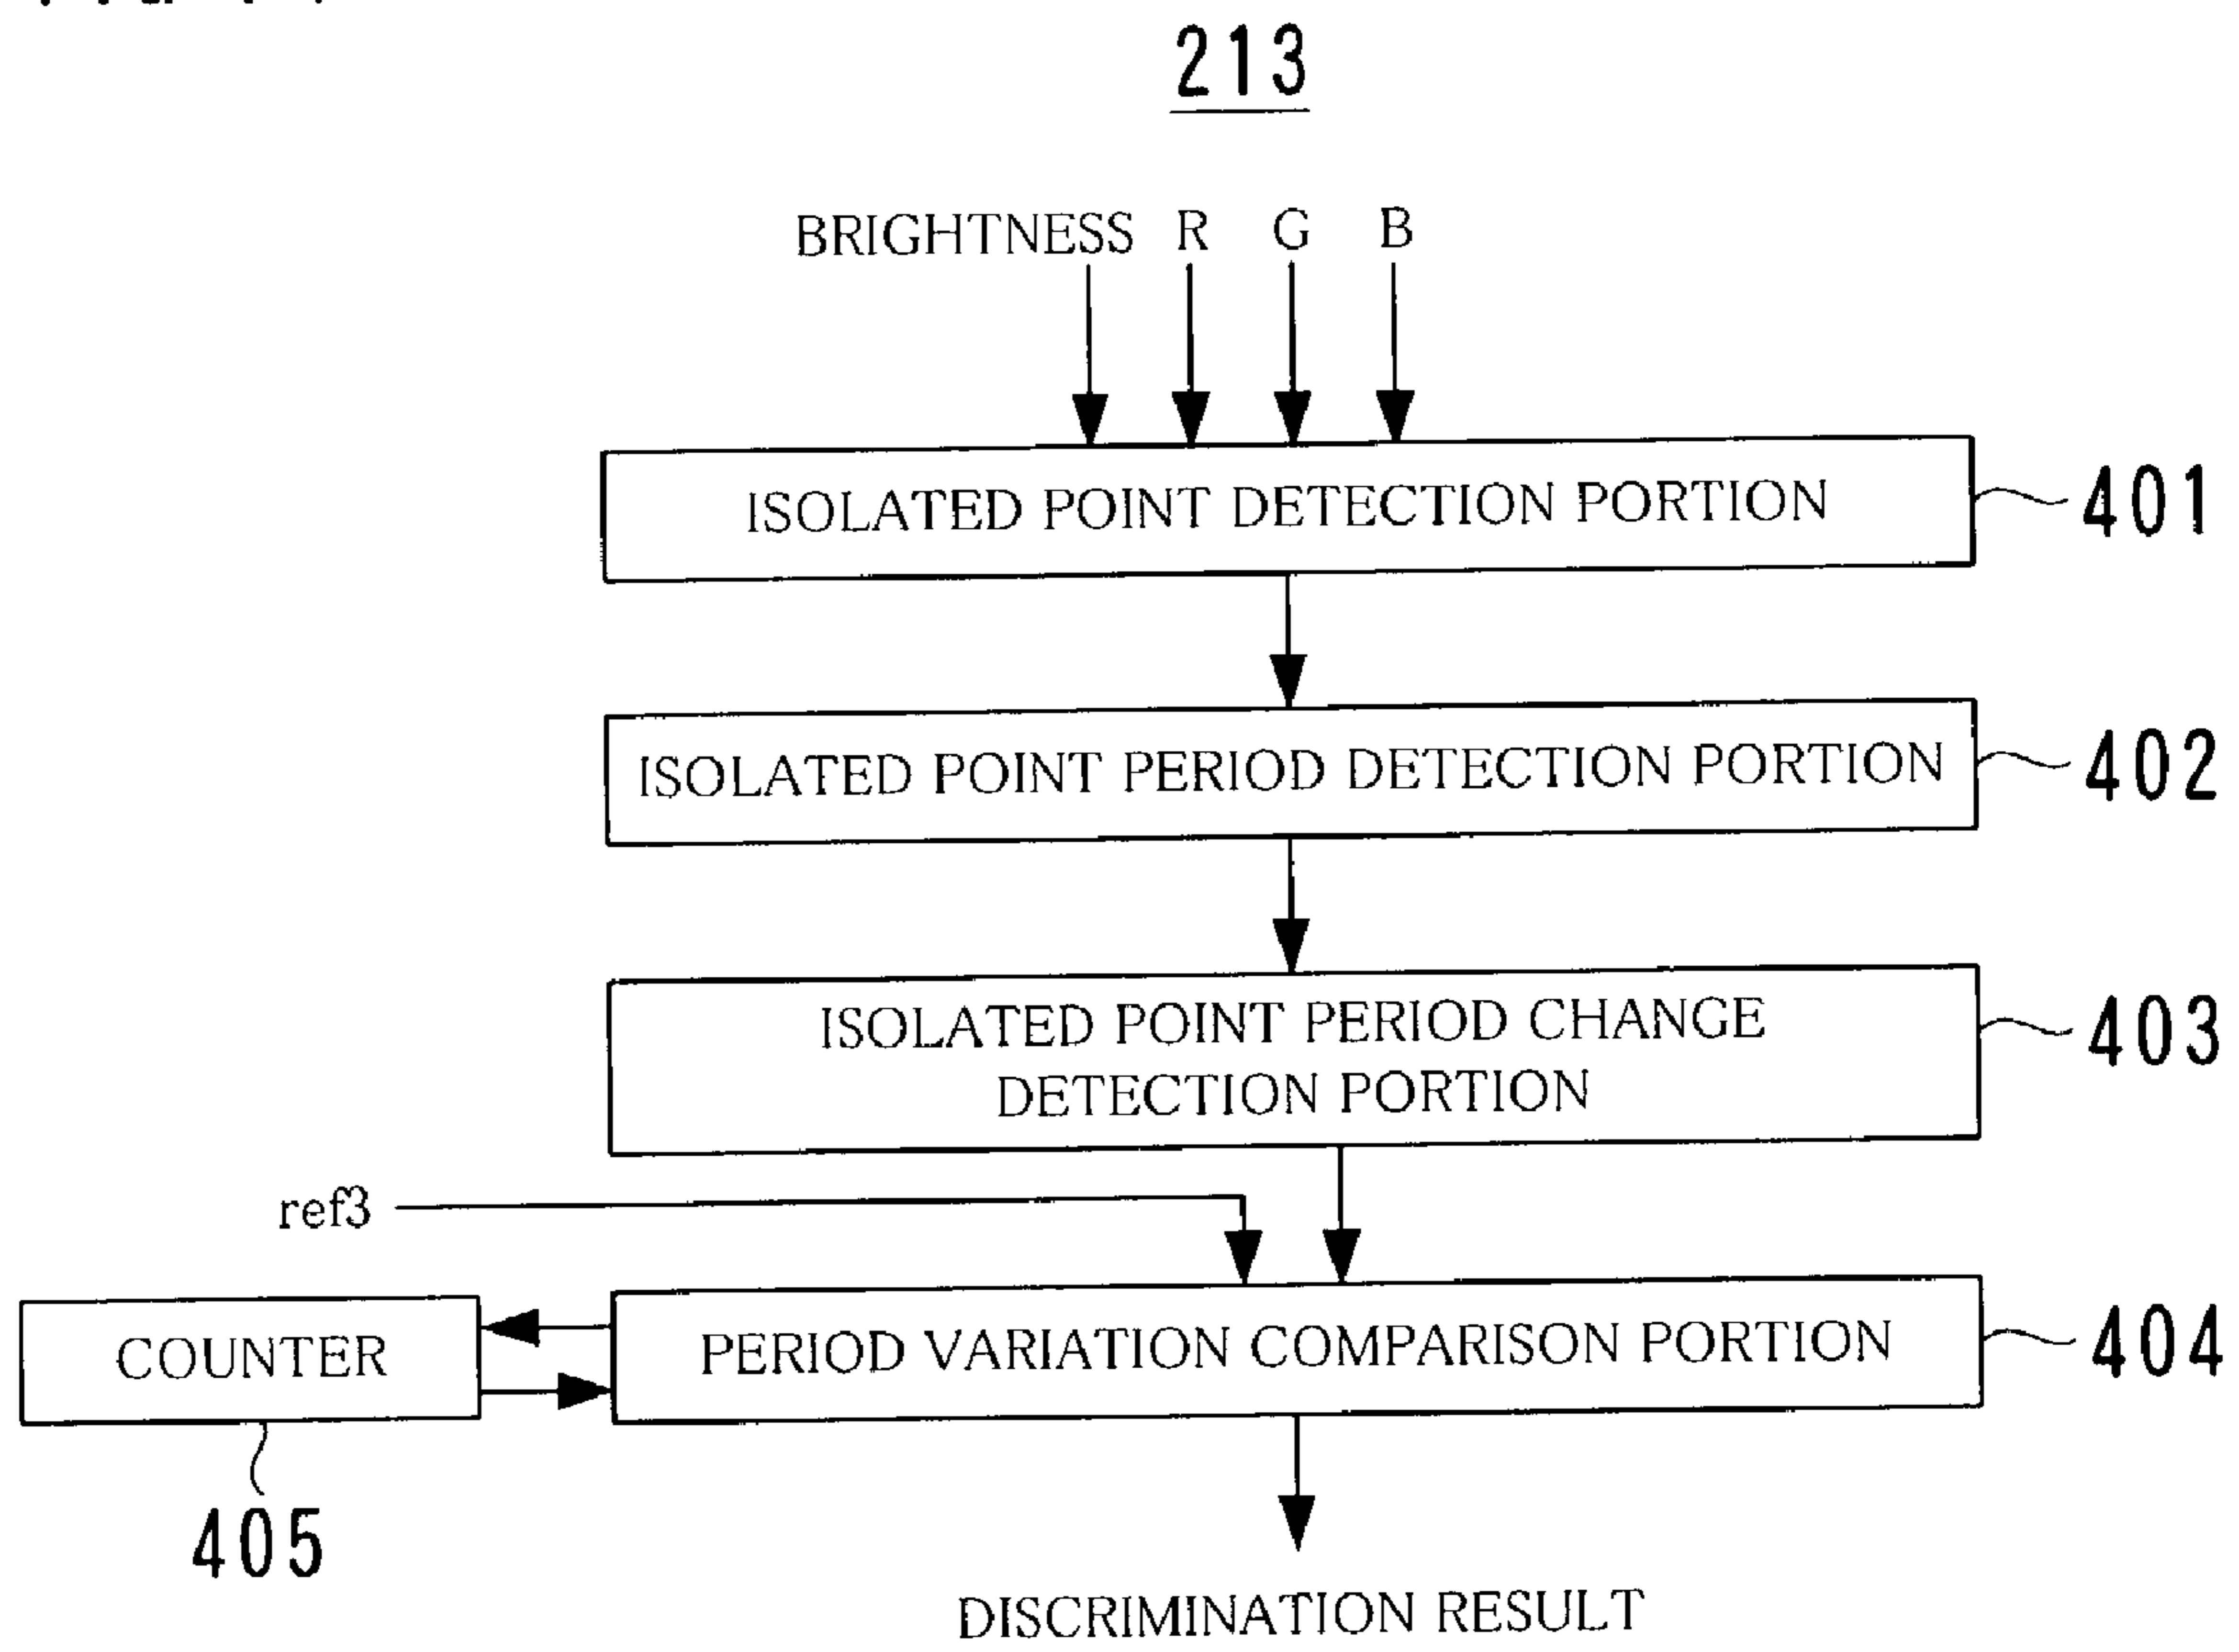 213
BRIGHTNESS R G B
ISOLATED POINT DETECTION PORTION
401
ISOLATED POINT PERIOD DETECTION PORTION
402
ISOLATED POINT PERIOD CHANGE
DETECTION PORTION
403
ref3
COUNTER
PERIOD VARIATION COMPARISON PORTION
404
405
DISCRIMINATION RESULT